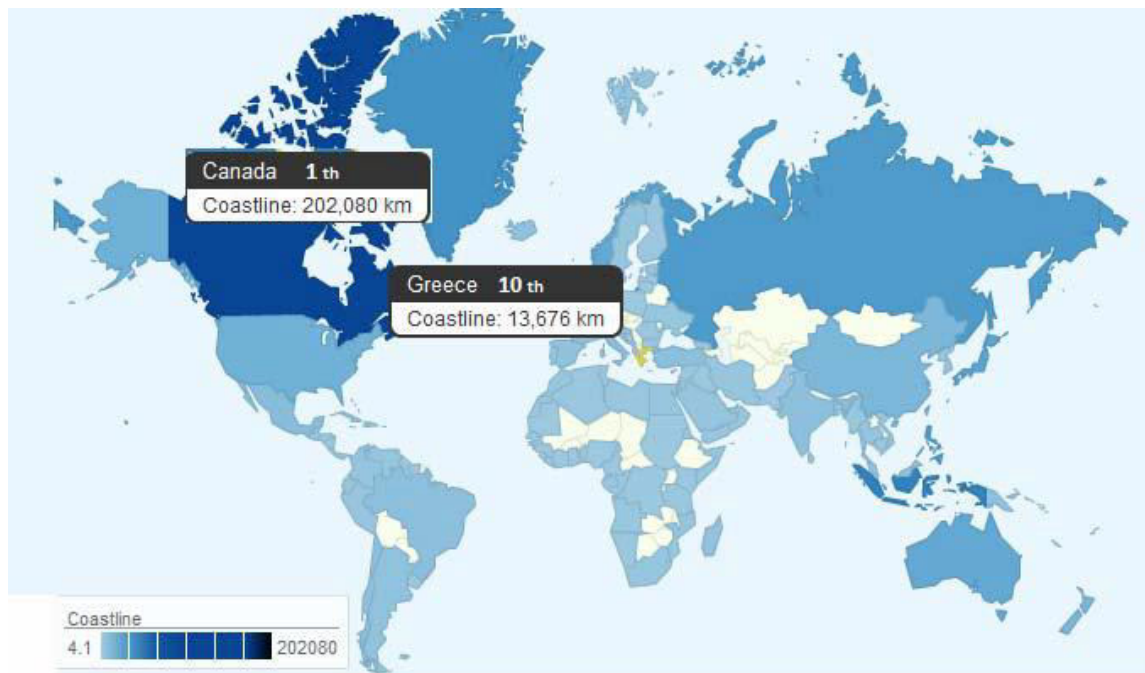 Canada 1 th
Coastline: 202,080 km
Greece 10 th
Coastline: 13,676 km
Coastline
4.1 202080